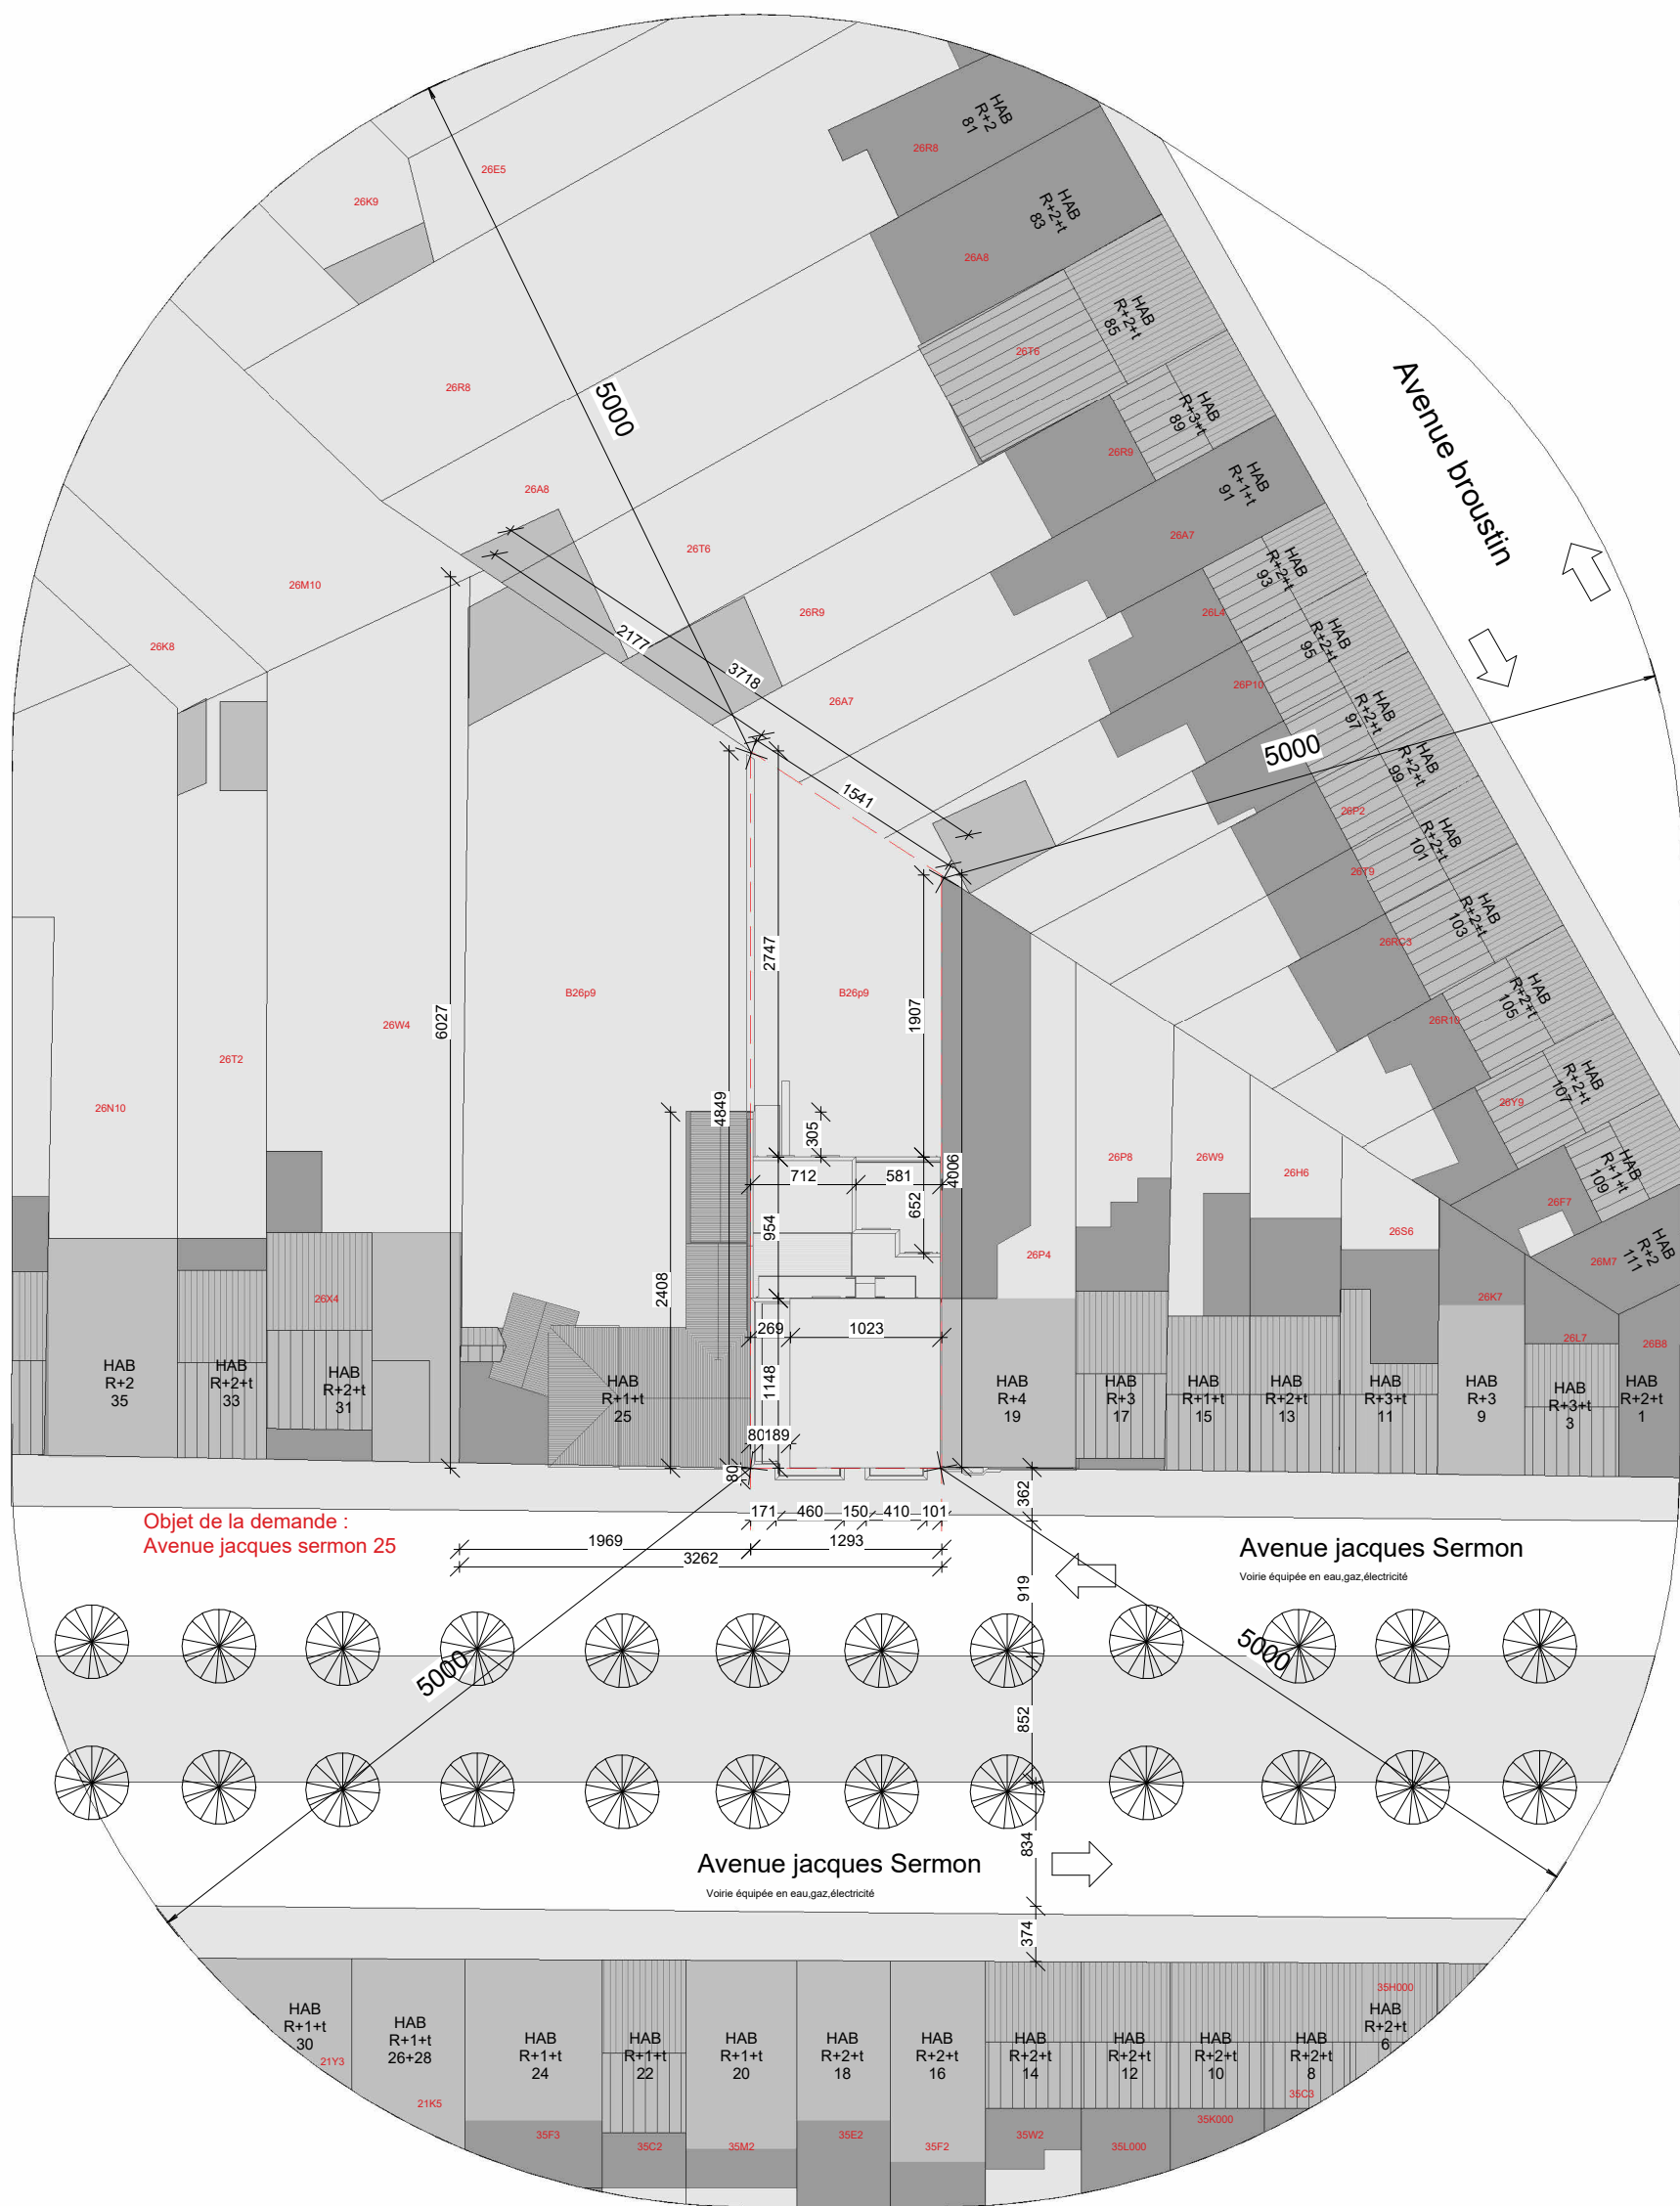 HAB
R+2
81
26R8
26E5
26K9
HAB
R+2+t
83
26A8
HAB
R+2+t
85
26T6
HAB
R+3+t
89
26R9
26R8
5000
Avenue broustin
HAB
R+1+t
91
26A7
26A8
26T6
26M10
26R9
26K8
2177
3718
26A7
HAB
R+2+t
93
26L4
HAB
R+2+t
95
26P10
HAB
R+2+t
97
5000
HAB
R+2+t
99
26P2
HAB
R+2+t
101
26T9
HAB
R+2+t
103
26RC3
1541
2747
B26p9
B26p9
1907
6027
26W4
26T2
26N10
HAB
R+2+t
105
26R10
HAB
R+2+t
107
26Y9
HAB
R+1+t
109
26F7
HAB
R+2
111
26M7
4849
305
712
581
4006
652
954
26P8
26W9
26H6
26S6
26P4
2408
26X4
26K7
26L7
26B8
269
1023
1148
80
189
80
HAB
R+2
35
HAB
R+2+t
33
HAB
R+2+t
31
HAB
R+1+t
25
HAB
R+4
19
HAB
R+3
17
HAB
R+1+t
15
HAB
R+2+t
13
HAB
R+3+t
11
HAB
R+3
9
HAB
R+3+t
3
HAB
R+2+t
1
362
171
460
150
410
101
1969
1293
3262
Objet de la demande :
Avenue jacques sermon 25
Avenue jacques Sermon
Voirie équipée en eau,gaz,électricité
919
5000
5000
852
834
Avenue jacques Sermon
Voirie équipée en eau,gaz,électricité
374
HAB
R+1+t
30
21Y3
HAB
R+1+t
26+28
21K5
HAB
R+1+t
24
35F3
HAB
R+1+t
22
35C2
HAB
R+1+t
20
35M2
HAB
R+2+t
18
35E2
HAB
R+2+t
16
35F2
HAB
R+2+t
14
35W2
HAB
R+2+t
12
35L000
HAB
R+2+t
10
35K000
HAB
R+2+t
8
35C3
35H000
HAB
R+2+t
6